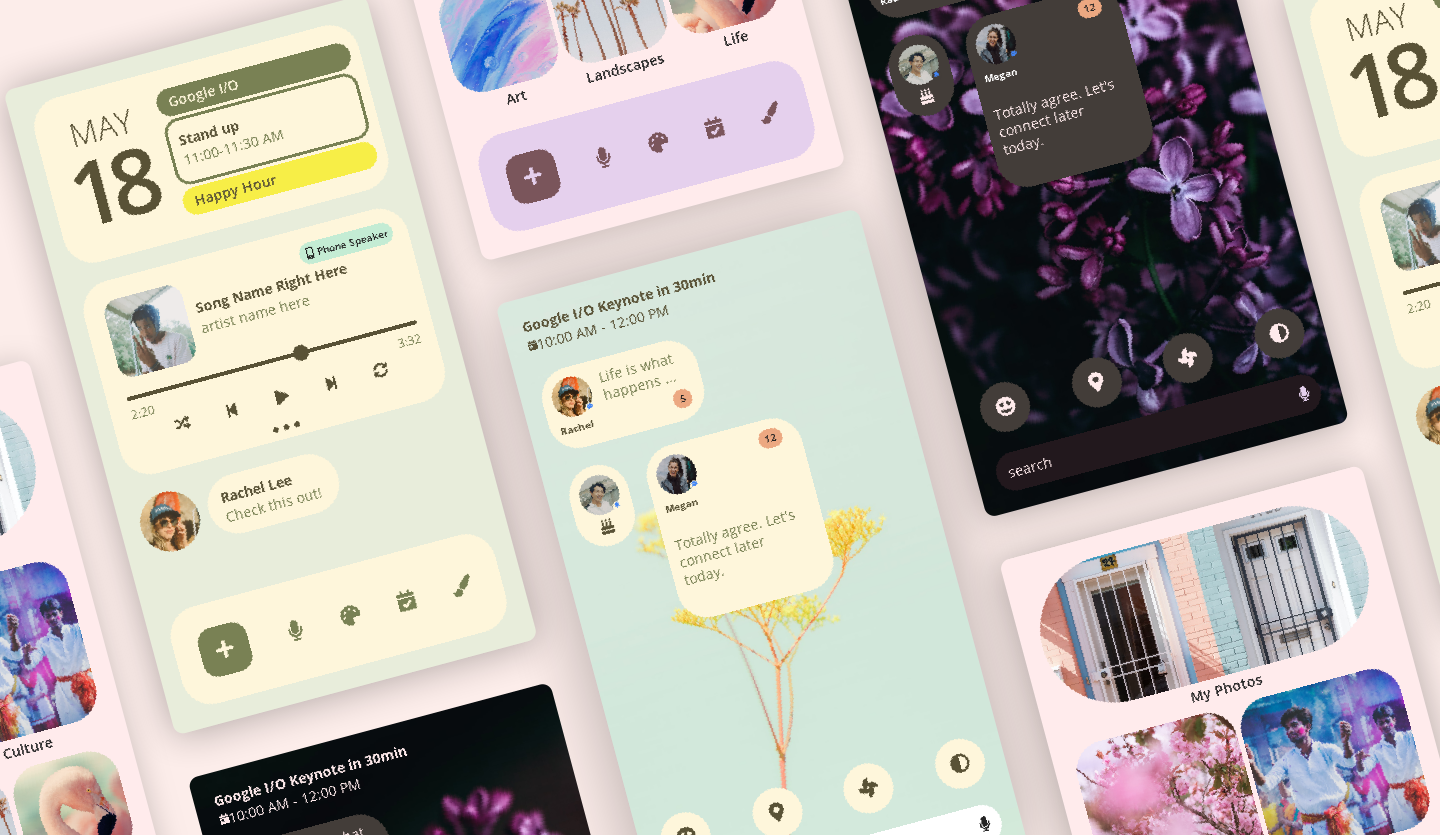 MAY
18
Google I/O
Stand up
11:00-11:30 AM
Happy Hour
Phone Speaker
Song Name Right Here
artist name here
2:20
3:32
Rachel Lee
Check this out!
Culture
Art
Landscapes
Life
Google I/O Keynote in 30min
10:00 AM - 12:00 PM
Google I/O Keynote in 30min
10:00 AM - 12:00 PM
Life is what
happens ...
5
Rachel
12
Megan
Totally agree. Let's
connect later
today.
12
Megan
Totally agree. Let's
connect later
today.
search
21
My Photos
MAY
18
2:20